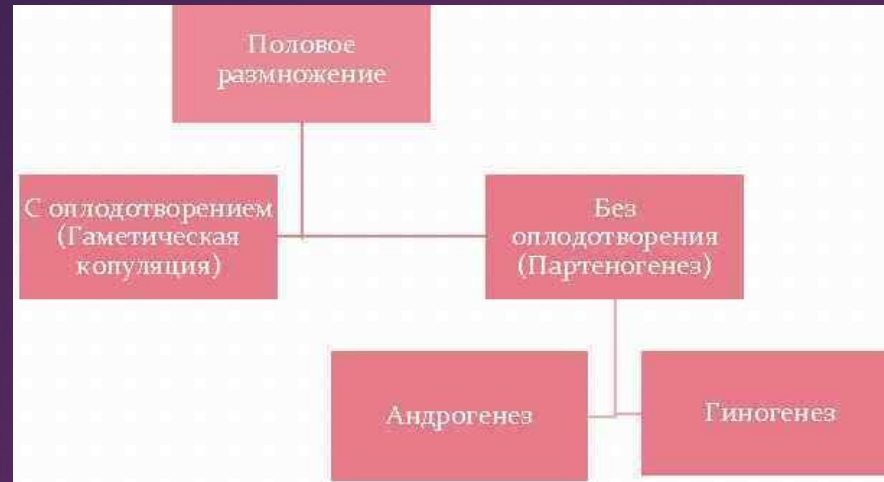 Половое
размножение
С оплодотворением
(Гаметическая
копуляция)
Без
оплодотворения
(Партеногенез)
Андрогенез
Гиногенез